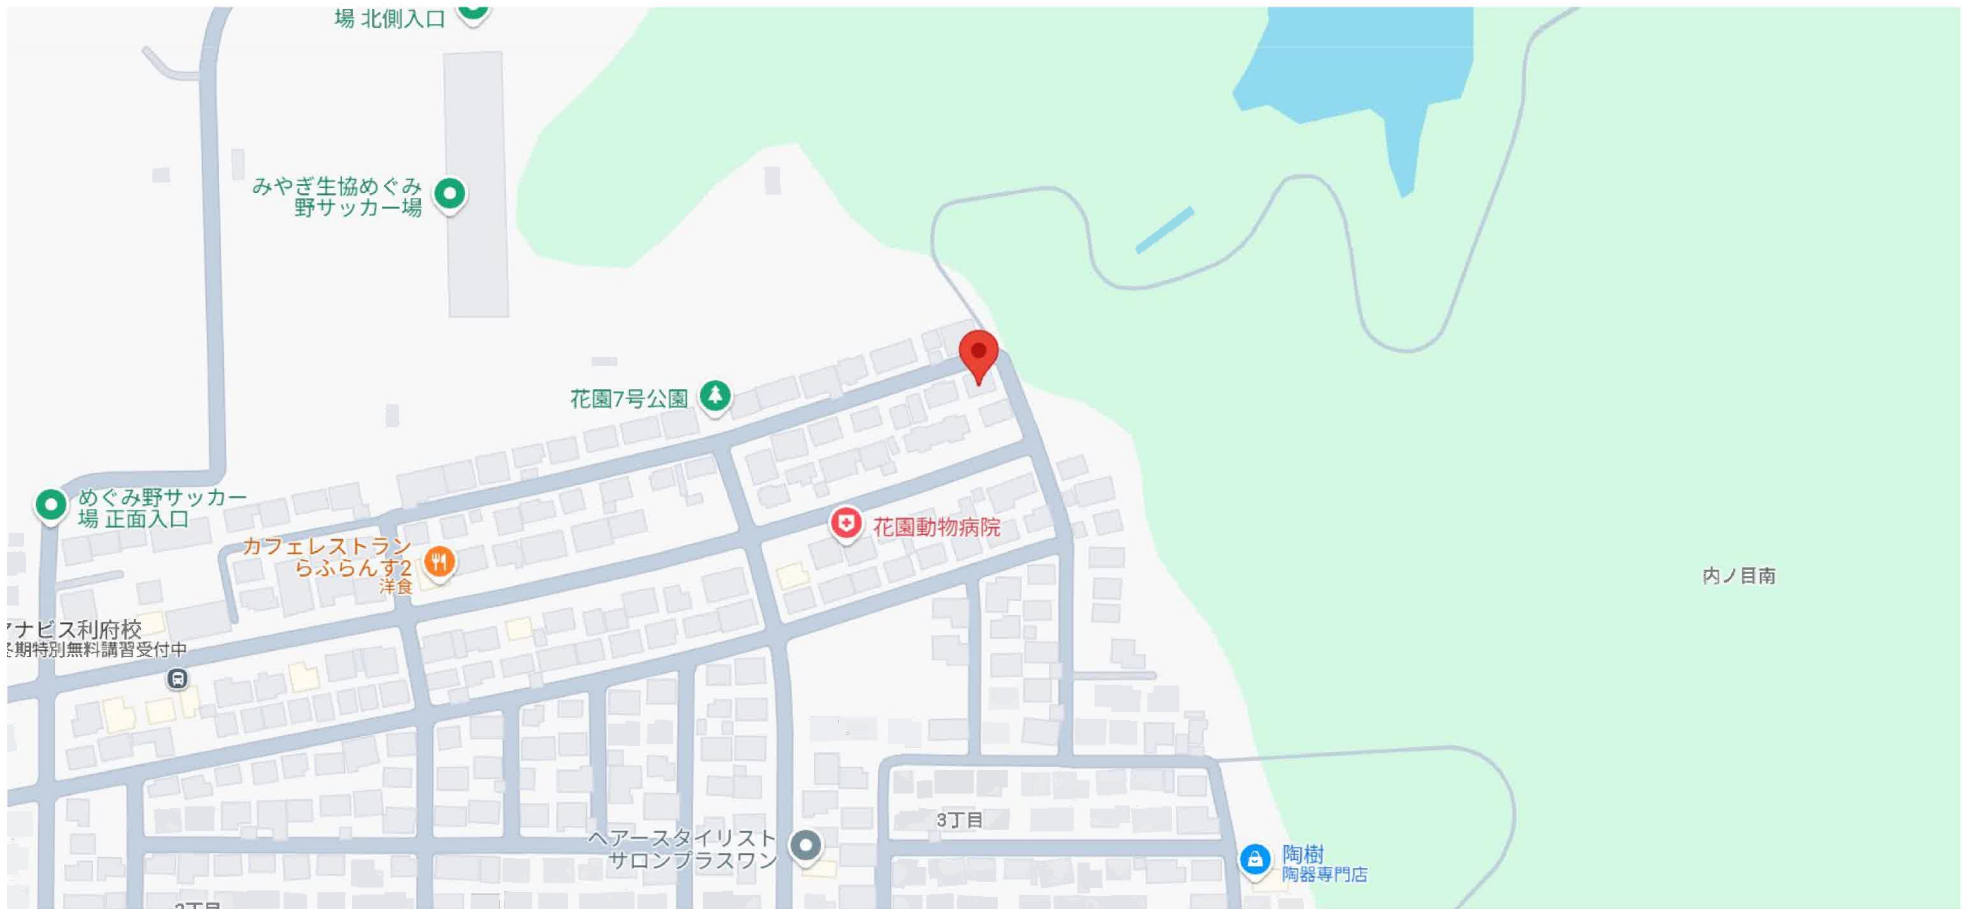 場 北側入口
みやぎ生協めぐみ
野サッカー場
花園7号公園
めぐみ野サッカー
場 正面入口
カフェレストラン
らふらんす2
洋食
花園動物病院
内ノ目南
ナビス利府校
期特別無料講習受付中
3丁目
ヘアースタイリスト
サロンプラスワン
陶樹
陶器専門店